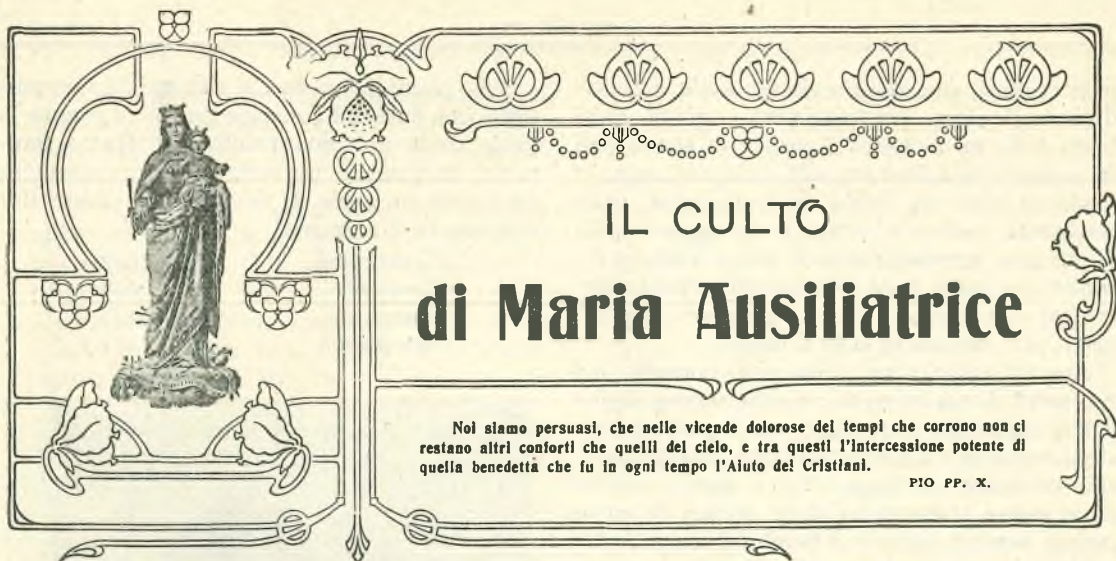 IL CULTO
di Maria Ausiliatrice
Noi siamo persuasi, che nelle vicende dolorose dei tempi che corrono non ci
restano altri conforti che quelli del cielo, e tra questi l'intercessione potente di
quella benedetta che fu in ogni tempo l'Aiuto dei Cristiani.
PIO PP. X.